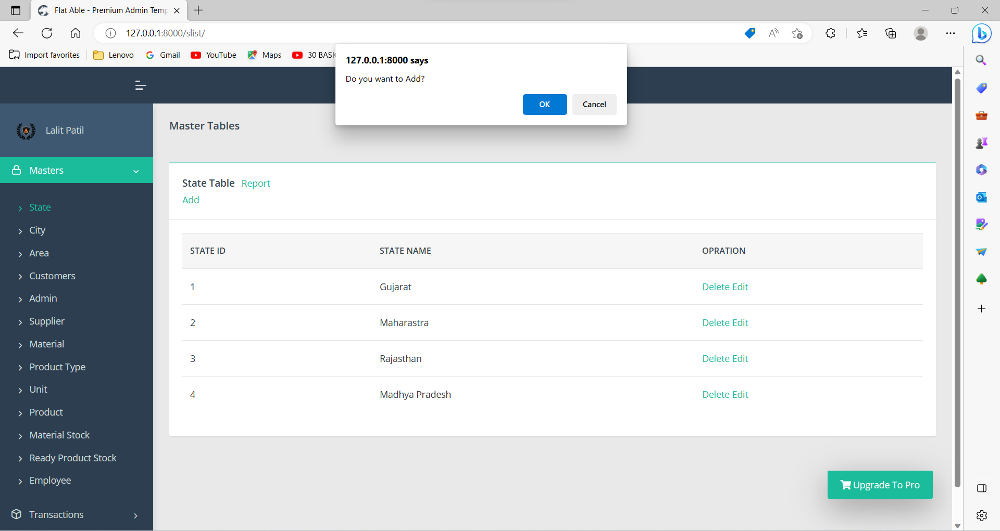 Flat Able - Premium Admin Temp
127.0.0.1:8000/slist/
Import favorites
Lenovo
Gmail
YouTube
Maps
30 BASI
127.0.0.1:8000 says
Do you want to Add?
OK
Cancel
Lalit Patil
Masters
State
City
Area
Customers
Admin
Supplier
Material
Product Type
Unit
Product
Material Stock
Ready Product Stock
Employee
Transactions
Master Tables
State Table Report
Add
STATE ID STATE NAME OPRATION
1 Gujarat Delete Edit
2 Maharastra Delete Edit
3 Rajasthan Delete Edit
4 Madhya Pradesh Delete Edit
Upgrade To Pro